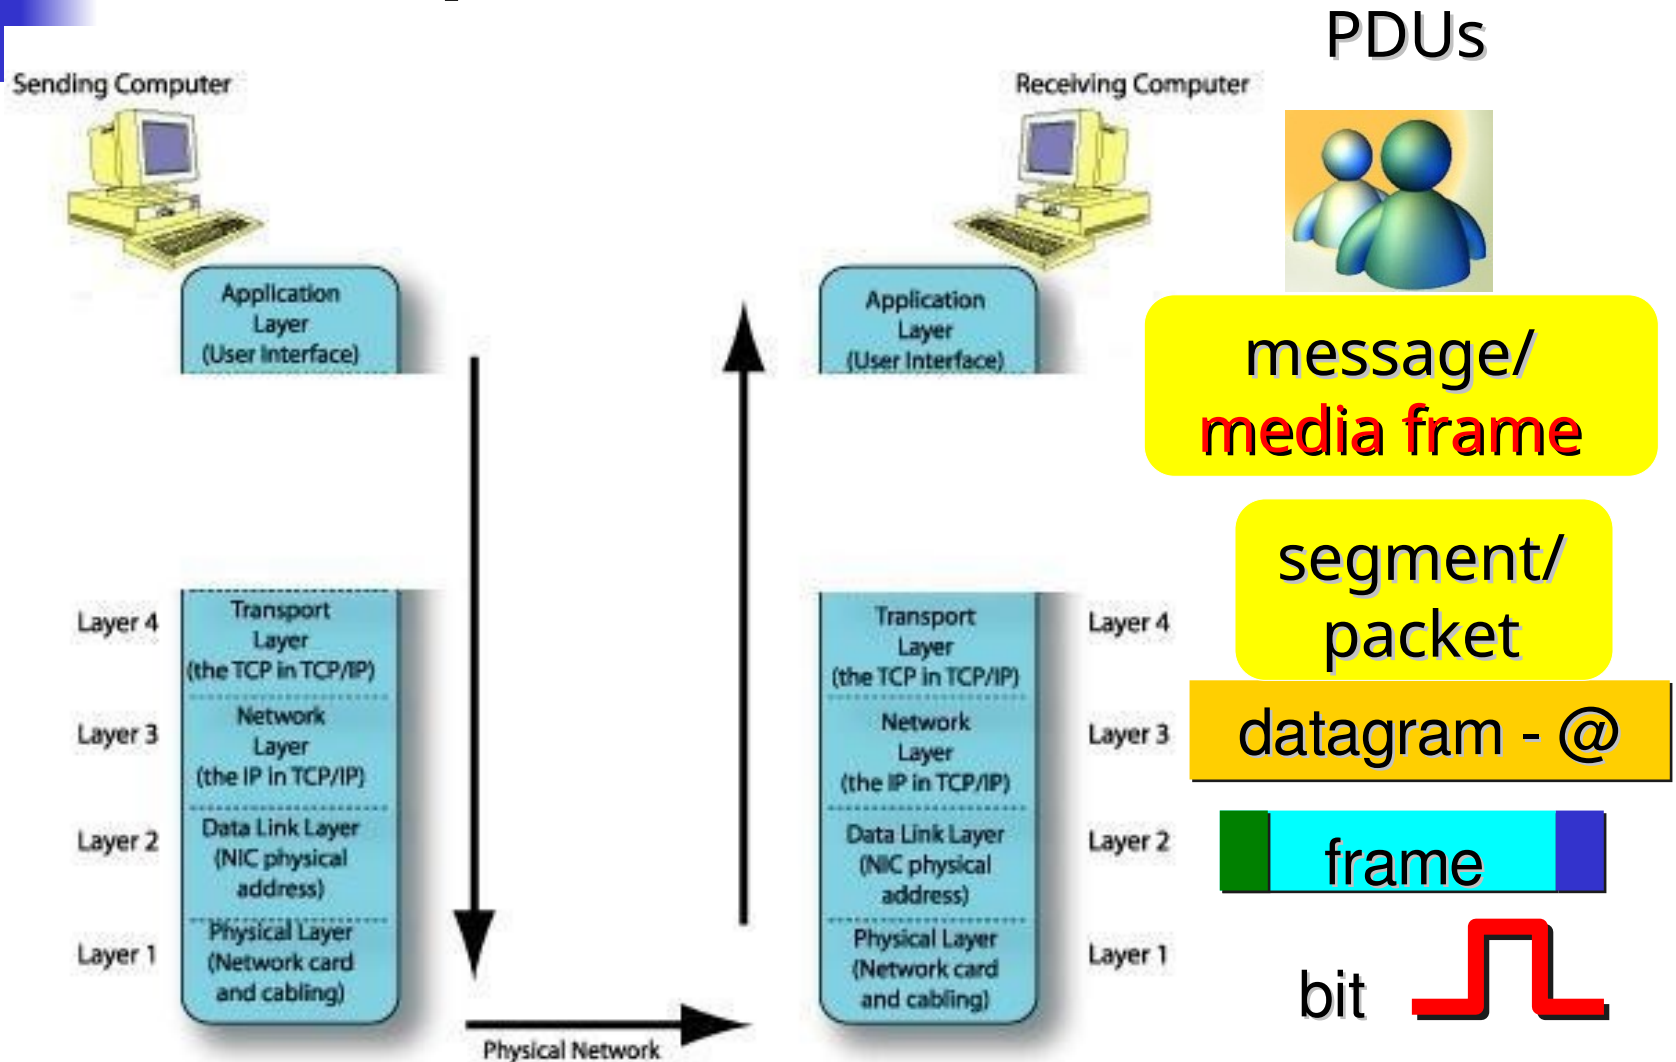 PDUs
Sending Computer
Receiving Computer
Application
Layer
(User Interface)
Application
Layer
(User Interface)
message/
media frame
segment/
packet
Layer 4
Transport
Layer
(the TCP in TCP/IP)
Transport
Layer
(the TCP in TCP/IP)
Layer 4
Layer 3
Network
Layer
(the IP in TCP/IP)
Network
Layer
(the IP in TCP/IP)
Layer 3
datagram - @
Layer 2
Data Link Layer
(NIC physical
address)
Data Link Layer
(NIC physical
address)
Layer 2
frame
Layer 1
Physical Layer
(Network card
and cabling)
Physical Layer
(Network card
and cabling)
Layer 1
bit
Physical Network